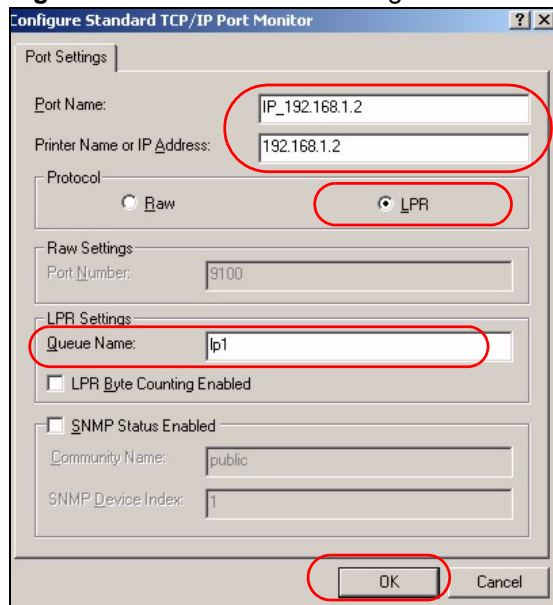 Configure Standard TCP/IP Port Monitor
Port Settings
Port Name: IP_192.168.1.2
Printer Name or IP Address: 192.168.1.2
Protocol
Raw LPR
Raw Settings
Port Number: 9100
LPR Settings
Queue Name: lp1
LPR Byte Counting Enabled
SNMP Status Enabled
Community Name: public
SNMP Device Index: 1
OK Cancel